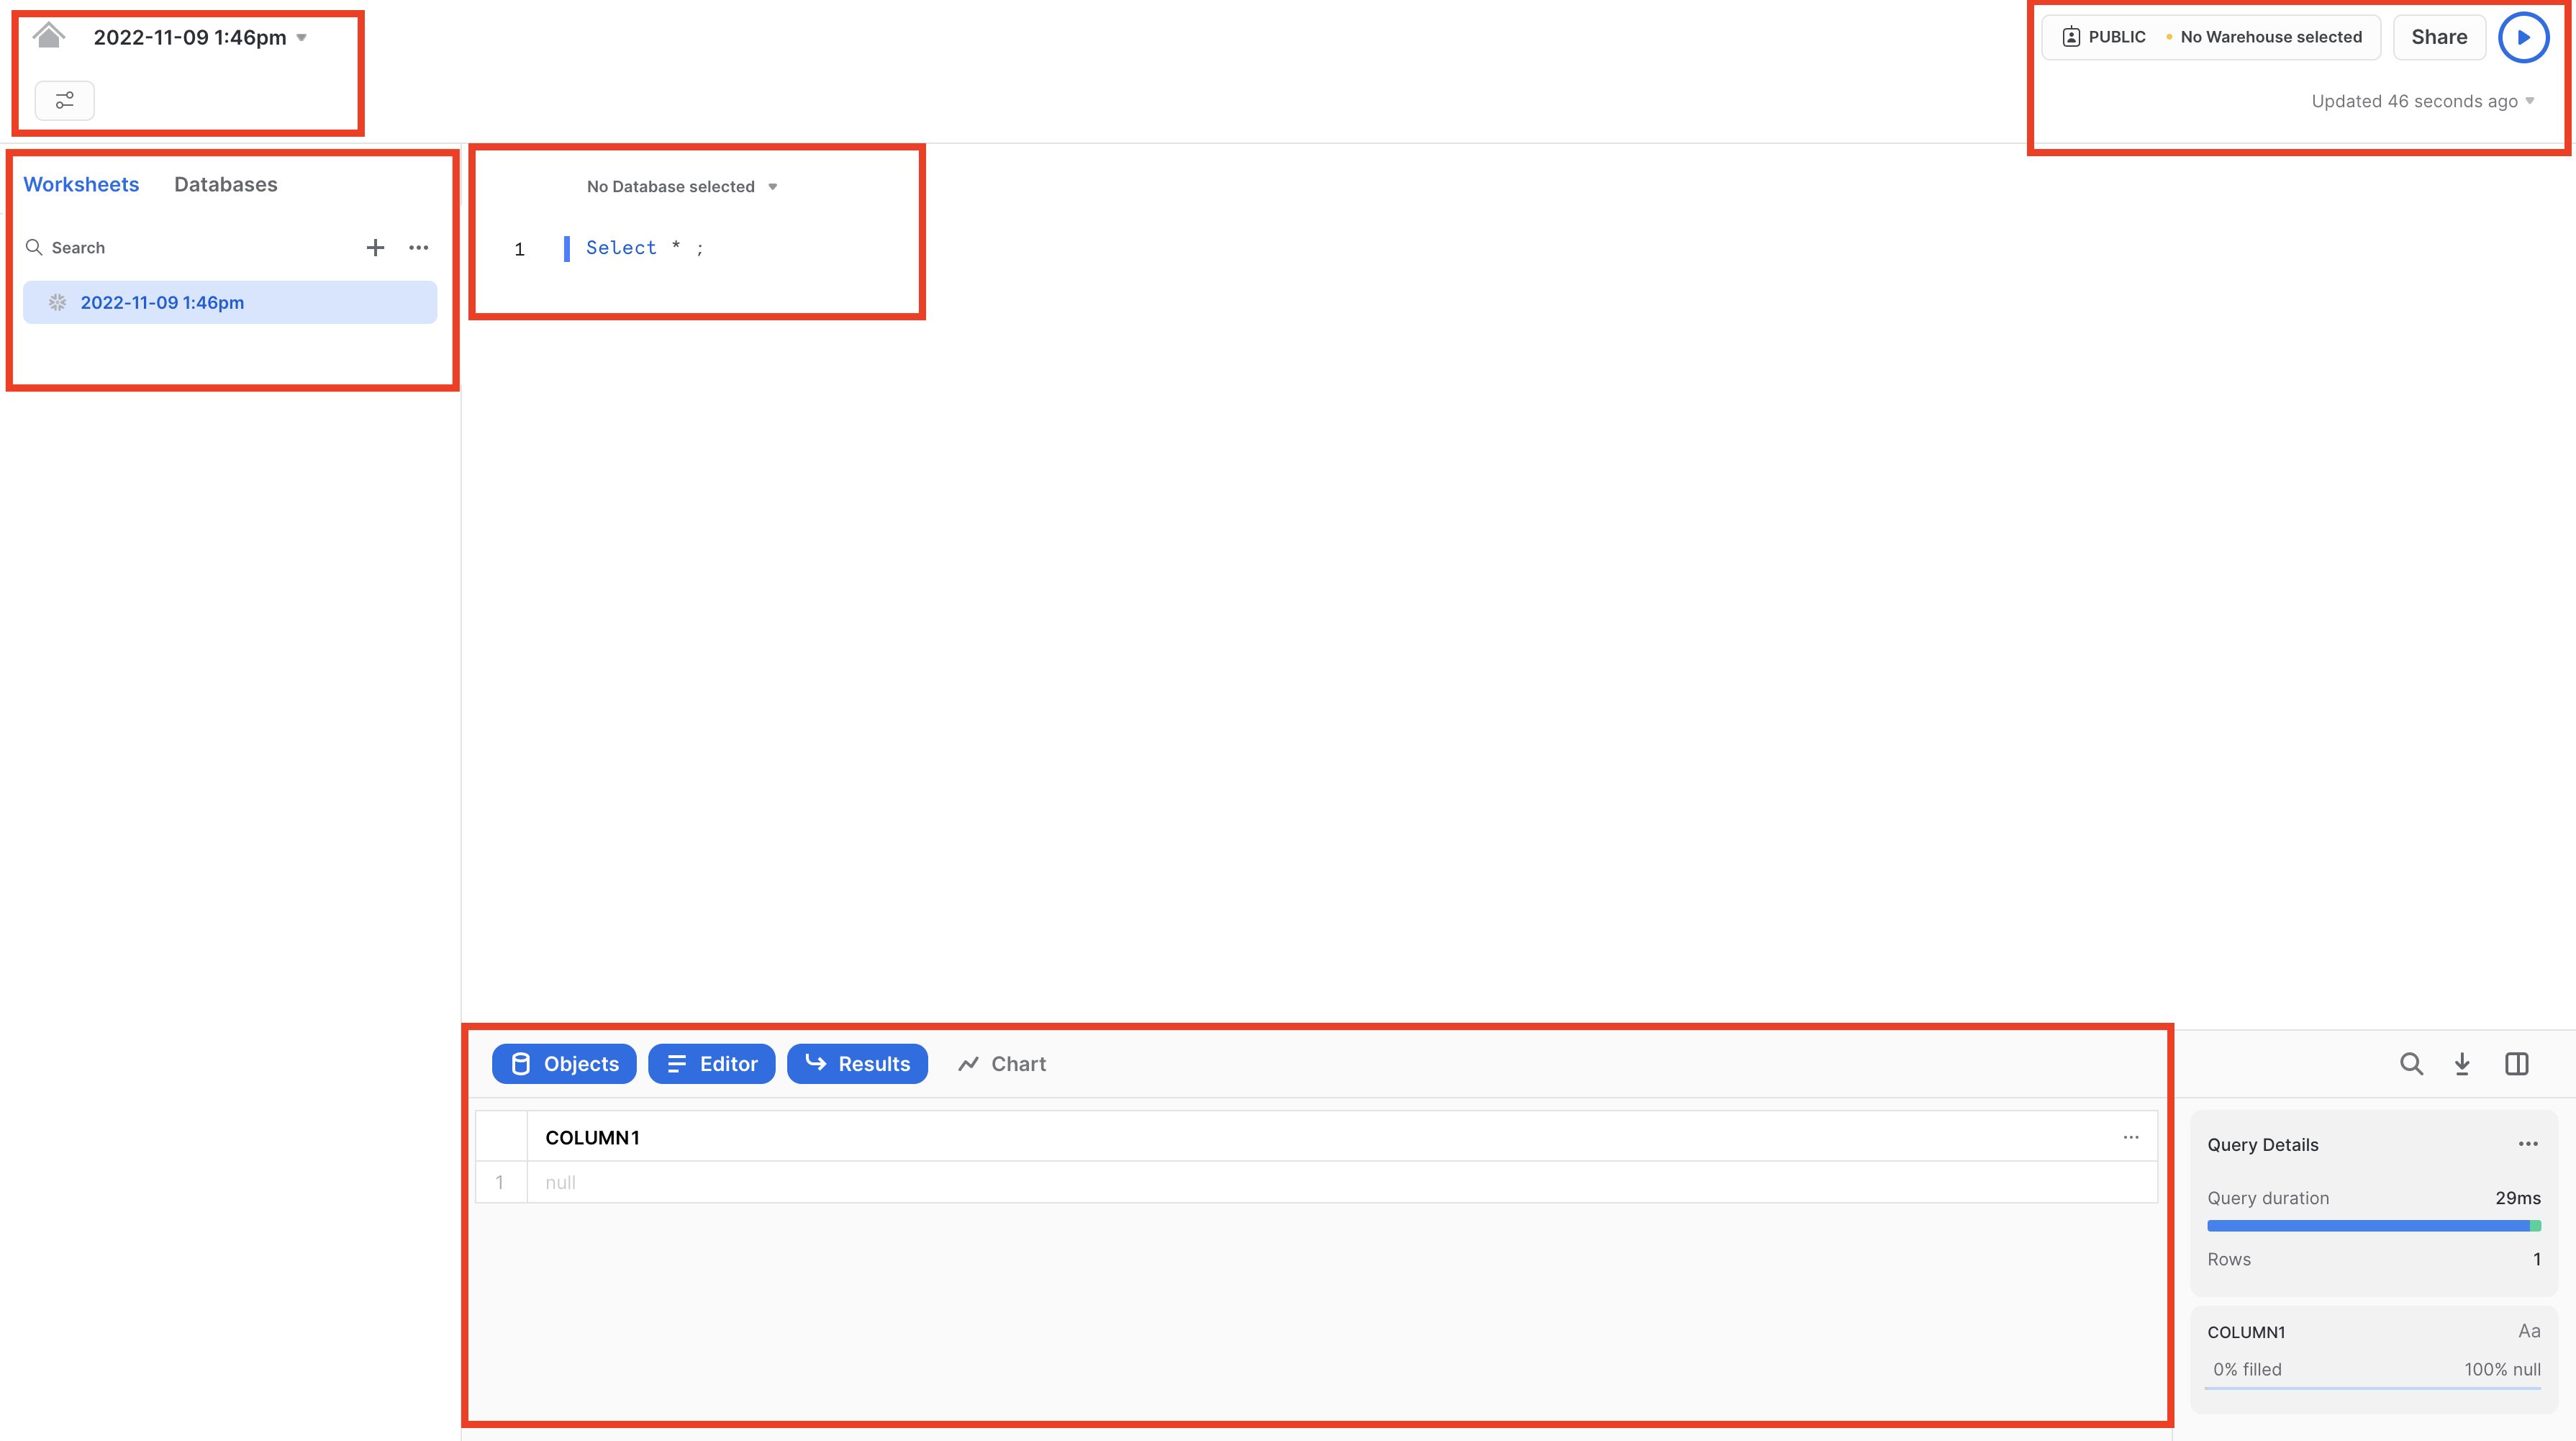 2022-11-09 1:46pm
PUBLIC No Warehouse selected Share
Updated 46 seconds ago
Worksheets Databases
Search
2022-11-09 1:46pm
No Database selected
1 Select * ;
Objects Editor Results Chart
COLUMN1
1 null
Query Details
Query duration 29ms
Rows 1
COLUMN1 Aa
0% filled 100% null